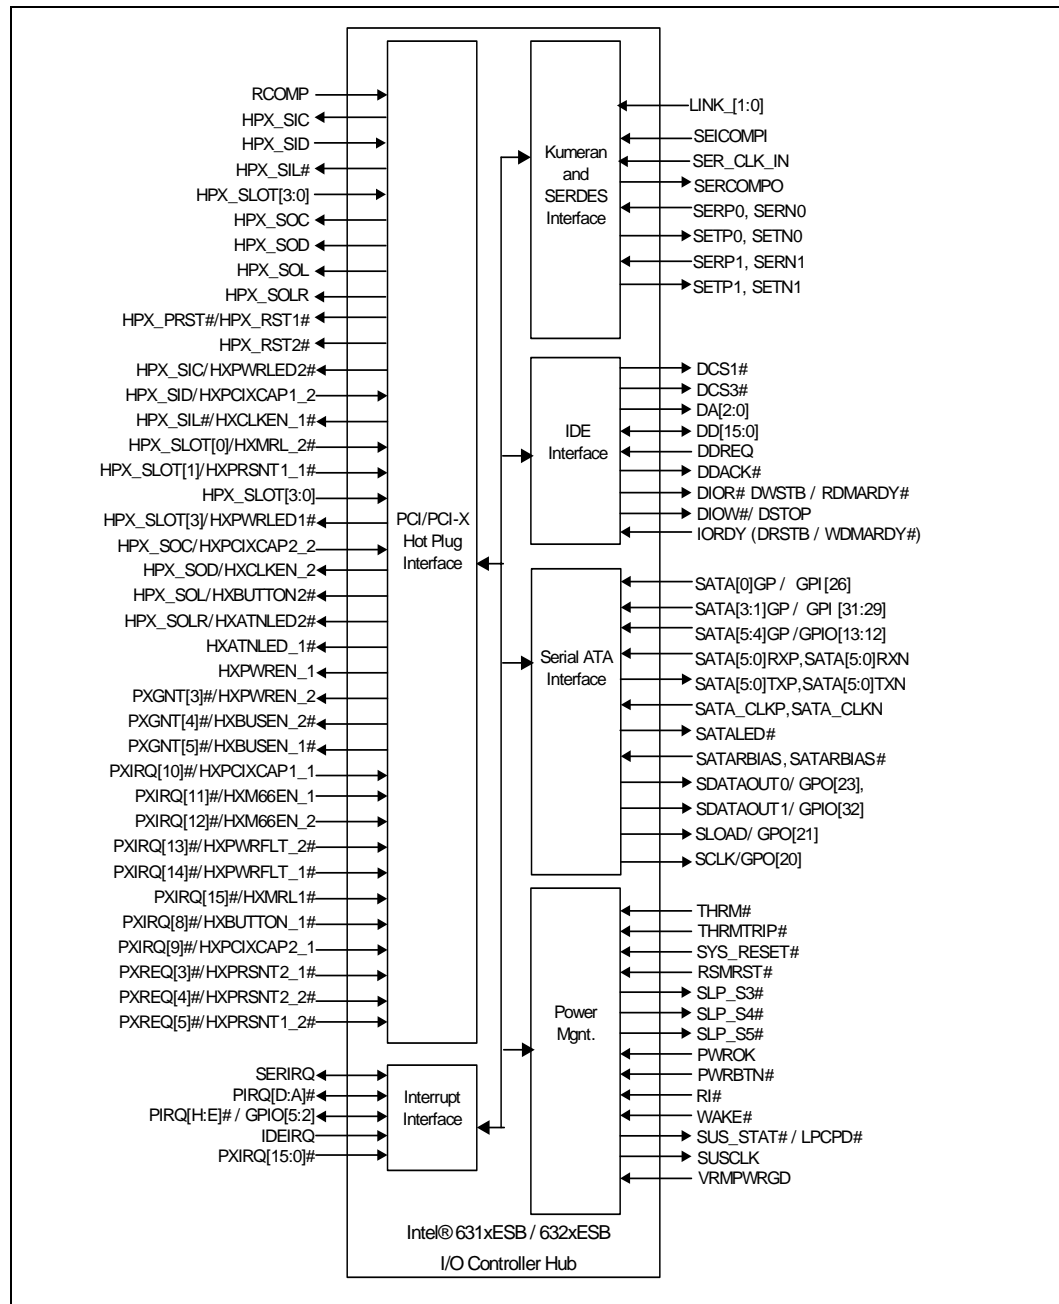 RCOMP
HPX_SIC
HPX_SID
HPX_SIL#
HPX_SLOT[3:0]
HPX_SOC
HPX_SOD
HPX_SOL
HPX_SOLR
HPX_PRST#/HPX_RST1#
HPX_RST2#
HPX_SIC/HXPWRLED2#
HPX_SID/HXPCIXCAP1_2
HPX_SIL#/HXCLKEN_1#
HPX_SLOT[0]/HXMRL_2#
HPX_SLOT[1]/HXPRSNT1_1#
HPX_SLOT[3:0]
HPX_SLOT[3]/HXPWRLED1#
HPX_SOC/HXPCIXCAP2_2
HPX_SOD/HXCLKEN_2
HPX_SOL/HXBUTTON2#
HPX_SOLR/HXATNLED2#
HXATNLED_1#
HXPWREN_1
PXGNT[3]#/HXPWREN_2
PXGNT[4]#/HXBUSEN_2#
PXGNT[5]#/HXBUSEN_1#
PXIRQ[10]#/HXPCIXCAP1_1
PXIRQ[11]#/HXM66EN_1
PXIRQ[12]#/HXM66EN_2
PXIRQ[13]#/HXPWRFLT_2#
PXIRQ[14]#/HXPWRFLT_1#
PXIRQ[15]#/HXMRL1#
PXIRQ[8]#/HXBUTTON_1#
PXIRQ[9]#/HXPCIXCAP2_1
PXREQ[3]#/HXPRSNT2_1#
PXREQ[4]#/HXPRSNT2_2#
PXREQ[5]#/HXPRSNT1_2#
PCI/PCI-X
Hot Plug
Interface
SERIRQ
PIRQ[D:A]#
PIRQ[H:E]# / GPIO[5:2]
IDEIRQ
PXIRQ[15:0]#
Interrupt
Interface
Kumeran
and
SERDES
Interface
LINK_[1:0]
SEICOMPI
SER_CLK_IN
SERCOMPO
SERP0, SERN0
SETP0, SETN0
SERP1, SERN1
SETP1, SETN1
IDE
Interface
DCS1#
DCS3#
DA[2:0]
DD[15:0]
DDREQ
DDACK#
DIOR# DWSTB / RDMARDY#
DIOW#/ DSTOP
IORDY (DRSTB / WDMARDY#)
Serial ATA
Interface
SATA[0]GP / GPI[26]
SATA[3:1]GP / GPI [31:29]
SATA[5:4]GP /GPIO[13:12]
SATA[5:0]RXP,SATA[5:0]RXN
SATA[5:0]TXP,SATA[5:0]TXN
SATA_CLKP,SATA_CLKN
SATALED#
SATARBIAS, SATARBIAS#
SDATAOUT0/ GPO[23],
SDATAOUT1/ GPIO[32]
SLOAD/ GPO[21]
SCLK/GPO[20]
Power
Mgnt.
THRM#
THRMTRIP#
SYS_RESET#
RSMRST#
SLP_S3#
SLP_S4#
SLP_S5#
PWROK
PWRBTN#
RI#
WAKE#
SUS_STAT# / LPCPD#
SUSCLK
VRMPWRGD
Intel® 631xESB / 632xESB
I/O Controller Hub